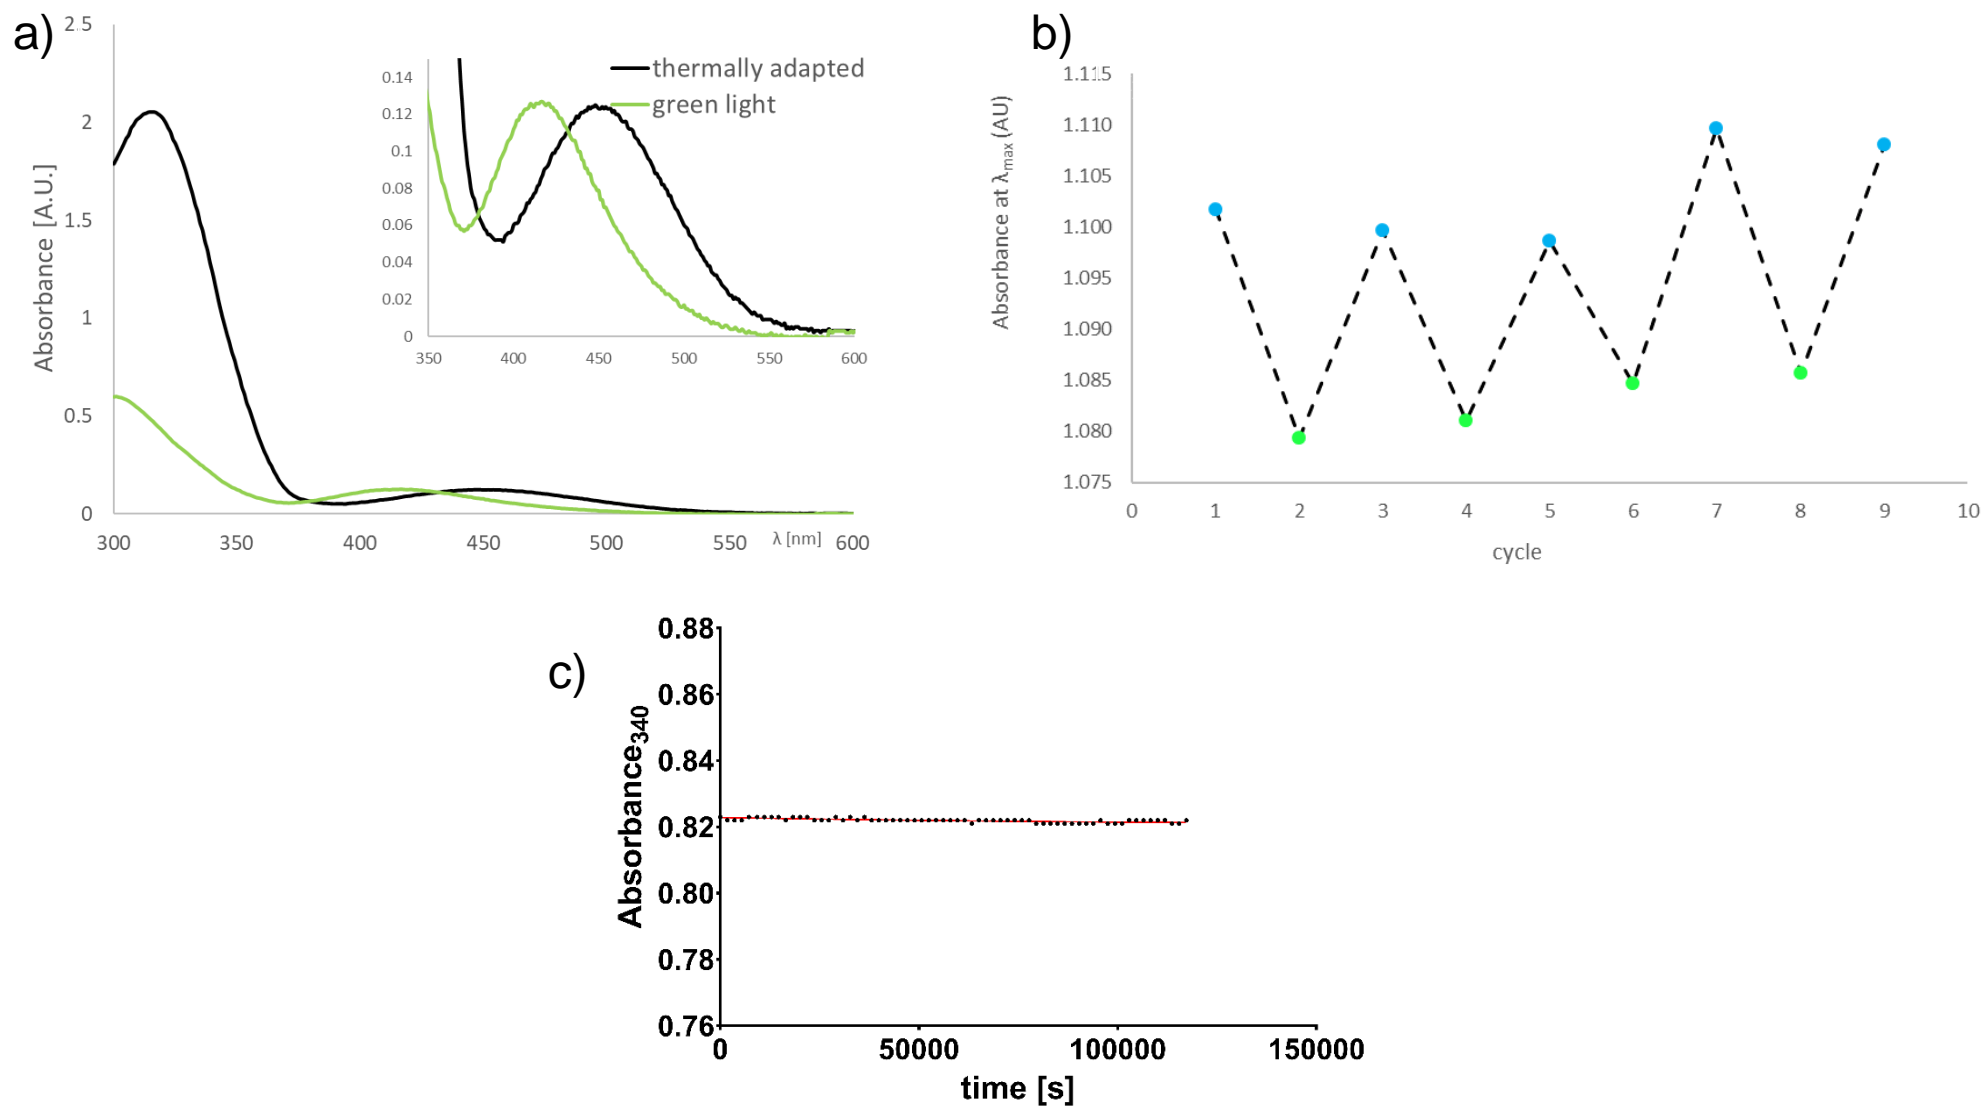 a)
Absorbance [A.U.]
2.5
2
1.5
1
0.5
0
300 350 400 450 500 550 λ [nm] 600
0.14
0.12
0.1
0.08
0.06
0.04
0.02
0
350 400 450 500 550 600
thermally adapted
green light
b)
Absorbance at λmax (AU)
1.115
1.110
1.105
1.100
1.095
1.090
1.085
1.080
1.075
0 1 2 3 4 5 6 7 8 9 10
cycle
c)
Absorbance340
0.88
0.86
0.84
0.82
0.80
0.78
0.76
0 50000 100000 150000
time [s]